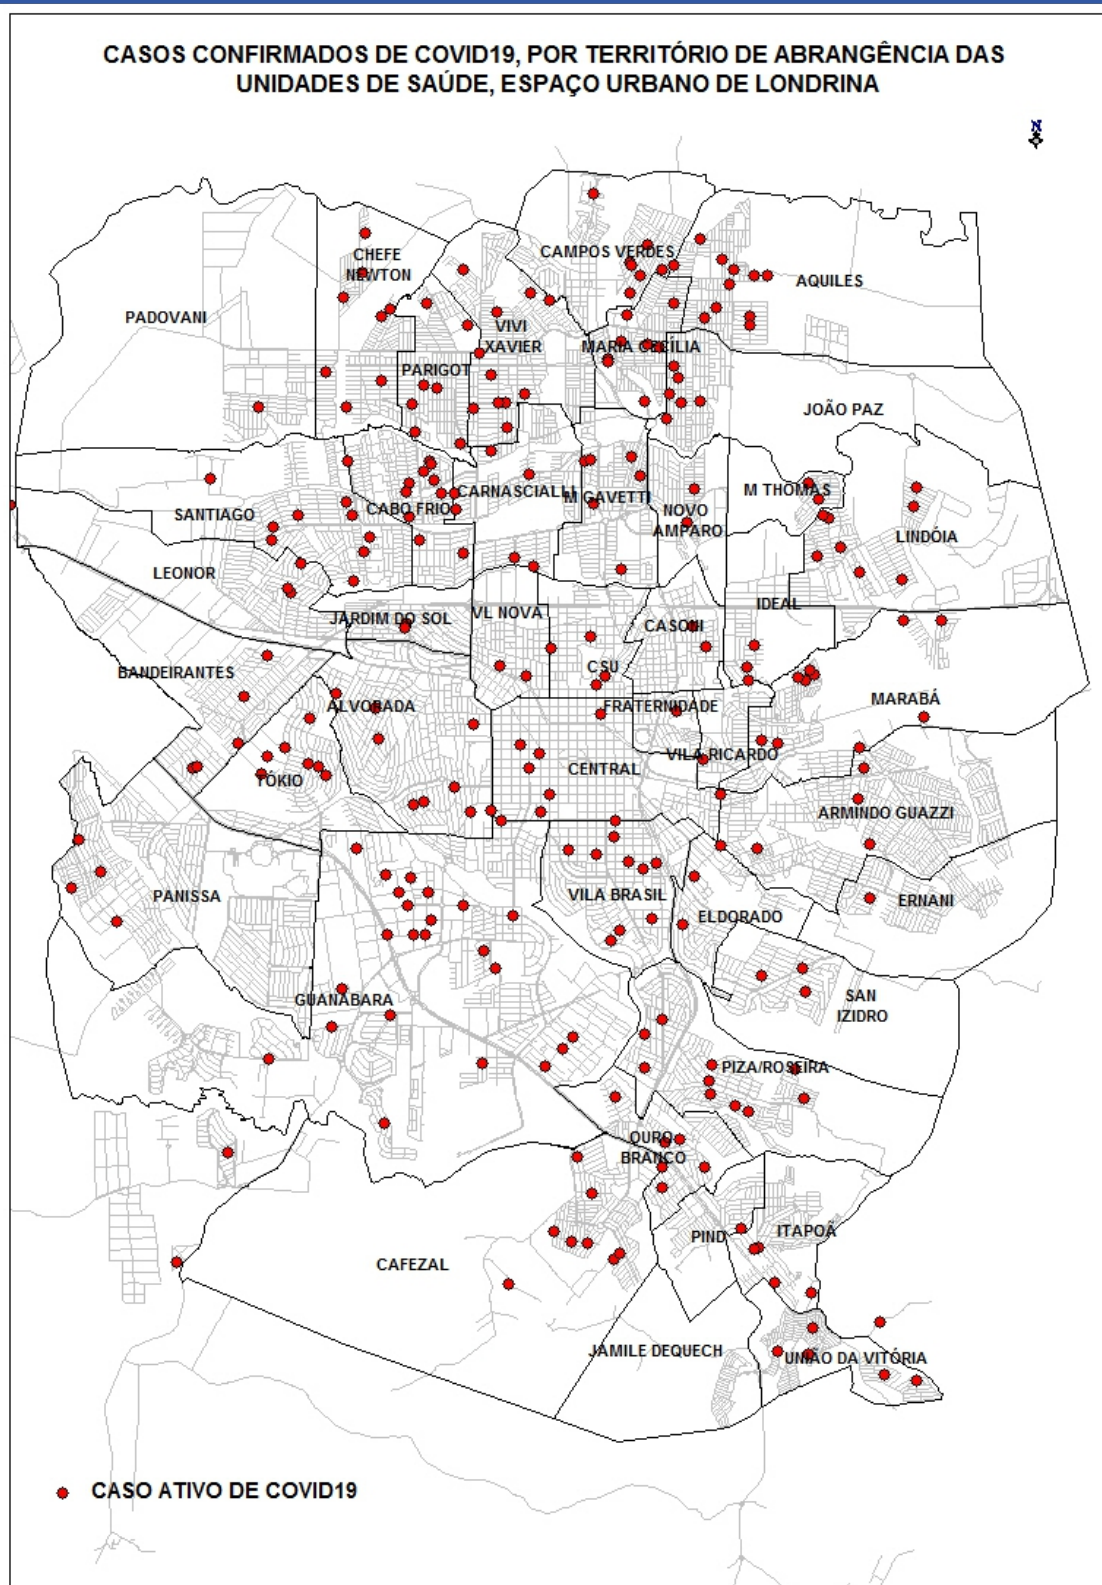 CASOS CONFIRMADOS DE COVID19, POR TERRITÓRIO DE ABRANGÊNCIA DAS
UNIDADES DE SAÚDE, ESPAÇO URBANO DE LONDRINA
N
CAMPOS VERDES
CHEFE
NEWTON
AQUILES
PADOVANI
VIVI
XAVIER
MARIA CECÍLIA
PARIGOT
JOÃO PAZ
CARNASCIALLI
M THOMAS
M GAVETTI
CABO FRIO
SANTIAGO
NOVO
AMPARO
LINDÓIA
LEONOR
IDEAL
JARDIM DO SOL
VL NOVA
CASONI
CSU
BANDEIRANTES
MARABÁ
ALVORADA
FRATERNIDADE
VILA RICARDO
CENTRAL
TÓKIO
ARMINDO GUAZZI
PANISSA
VILA BRASIL
ERNANI
ELDORADO
SAN
IZIDRO
GUANABARA
PIZA/ROSEIRA
OURO
BRANCO
PIND
ITAPOÃ
CAFEZAL
JAMILE DEQUECH
UNIÃO DA VITÓRIA
CASO ATIVO DE COVID19